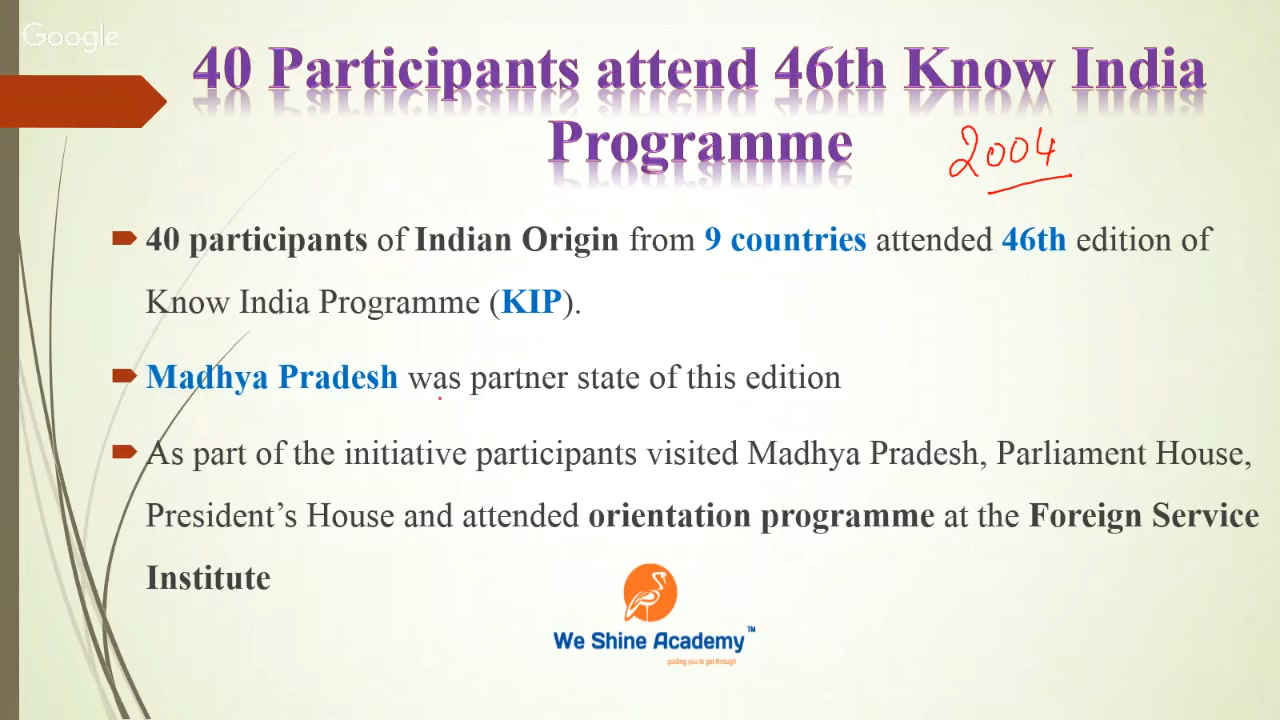 Google
40 Participants attend 46th Know India
Programme
2004
40 participants of Indian Origin from 9 countries attended 46th edition of
Know India Programme (KIP).
Madhya Pradesh was partner state of this edition
As part of the initiative participants visited Madhya Pradesh, Parliament House,
President’s House and attended orientation programme at the Foreign Service
Institute
We Shine Academy™
guiding you to get through